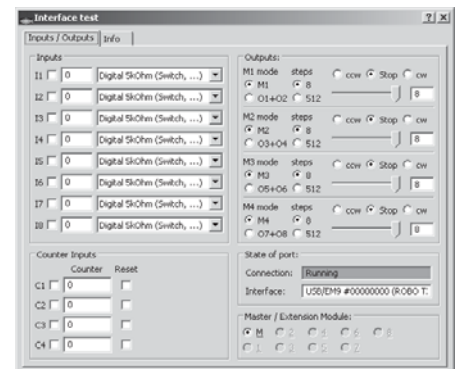 Interface test
Inputs / Outputs Info
Inputs
I1 0 Digital 5kOhm (Switch, ...)
I2 0 Digital 5kOhm (Switch, ...)
I3 0 Digital 5kOhm (Switch, ...)
I4 0 Digital 5kOhm (Switch, ...)
I5 0 Digital 5kOhm (Switch, ...)
I6 0 Digital 5kOhm (Switch, ...)
I7 0 Digital 5kOhm (Switch, ...)
I8 0 Digital 5kOhm (Switch, ...)
Outputs:
M1 mode steps
M1 8 ccw Stop cw
O1+O2 512 8
M2 mode steps
M2 8 ccw Stop cw
O3+O4 512 8
M3 mode steps
M3 8 ccw Stop cw
O5+O6 512 8
M4 mode steps
M4 8 ccw Stop cw
O7+O8 512 8
Counter Inputs
Counter Reset
C1 0
C2 0
C3 0
C4 0
State of port:
Connection: Running
Interface: USB/EM9 #00000000 (ROBO T:
Master / Extension Module:
M 2 4 6 8
1